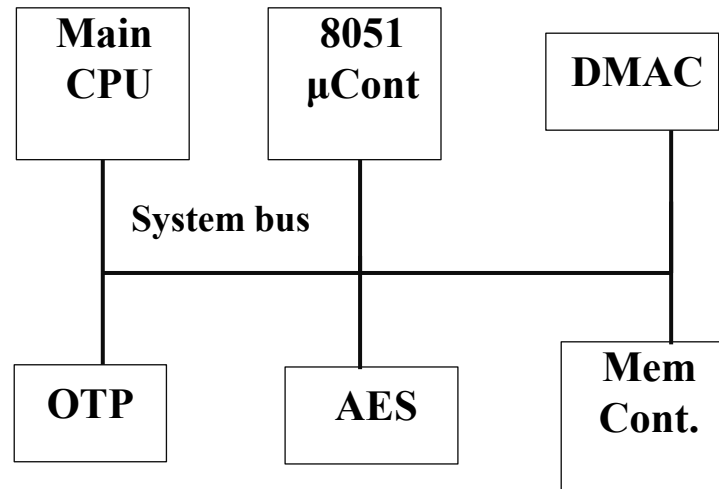 Main
CPU
8051
μCont
DMAC
System bus
OTP
AES
Mem
Cont.